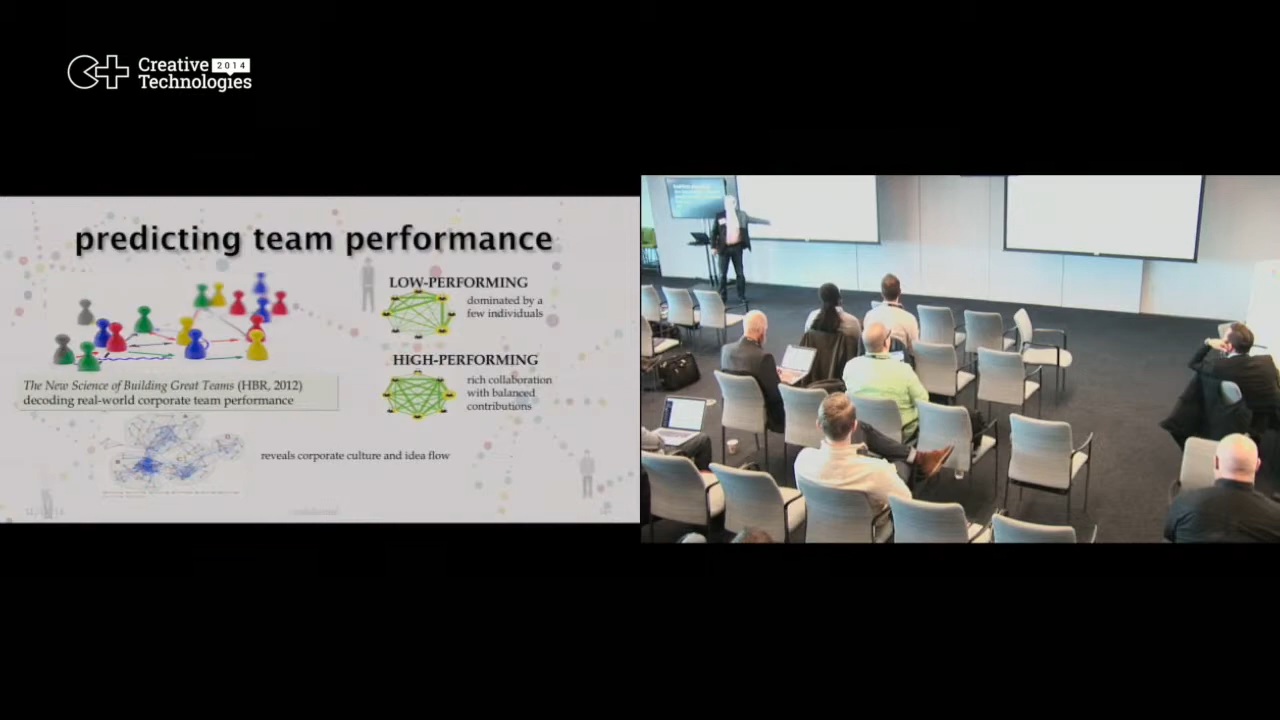 Creative 2014
Technologies
predicting team performance
LOW-PERFORMING
dominated by a
few individuals
HIGH-PERFORMING
rich collaboration
with balanced
contributions
The New Science of Building Great Teams (HBR, 2012)
decoding real-world corporate team performance
reveals corporate culture and idea flow